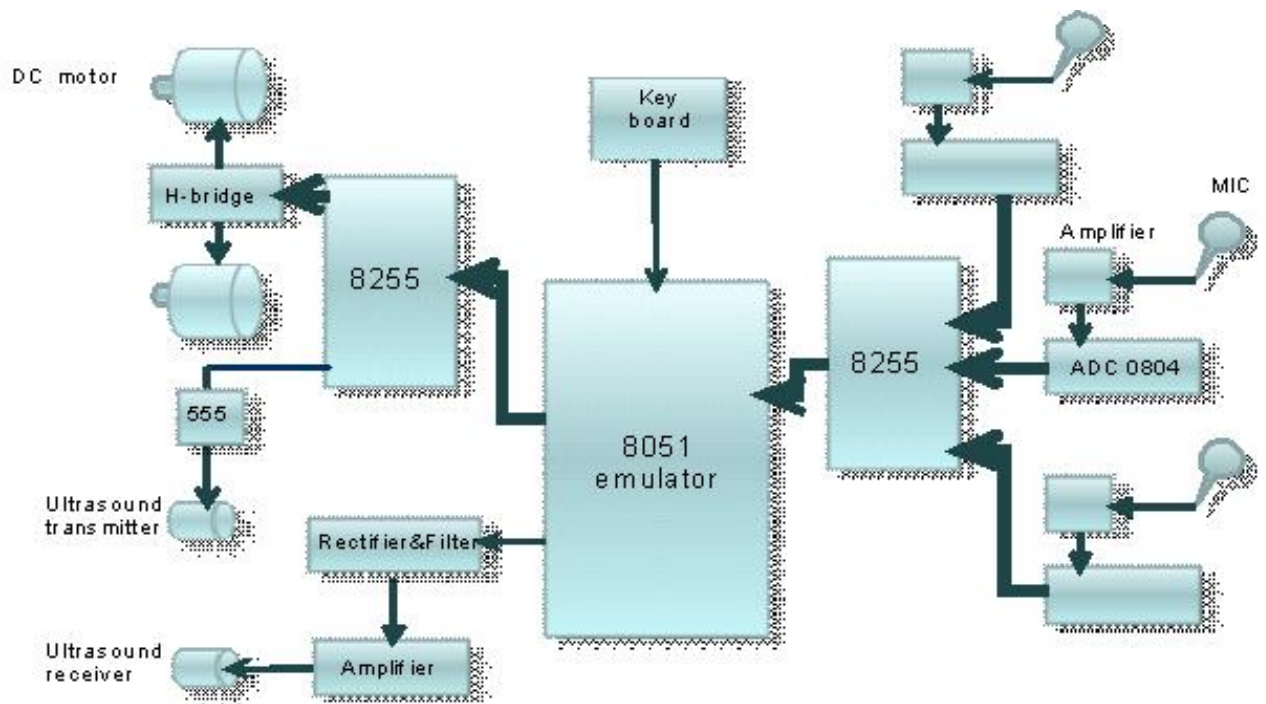 DC motor
Key
board
H-bridge
MIC
Amplifier
8255
8255
ADC 0804
555
8051
emulator
Ultrasound
transmitter
Rectifier&Filter
Ultrasound
receiver
Amplifier